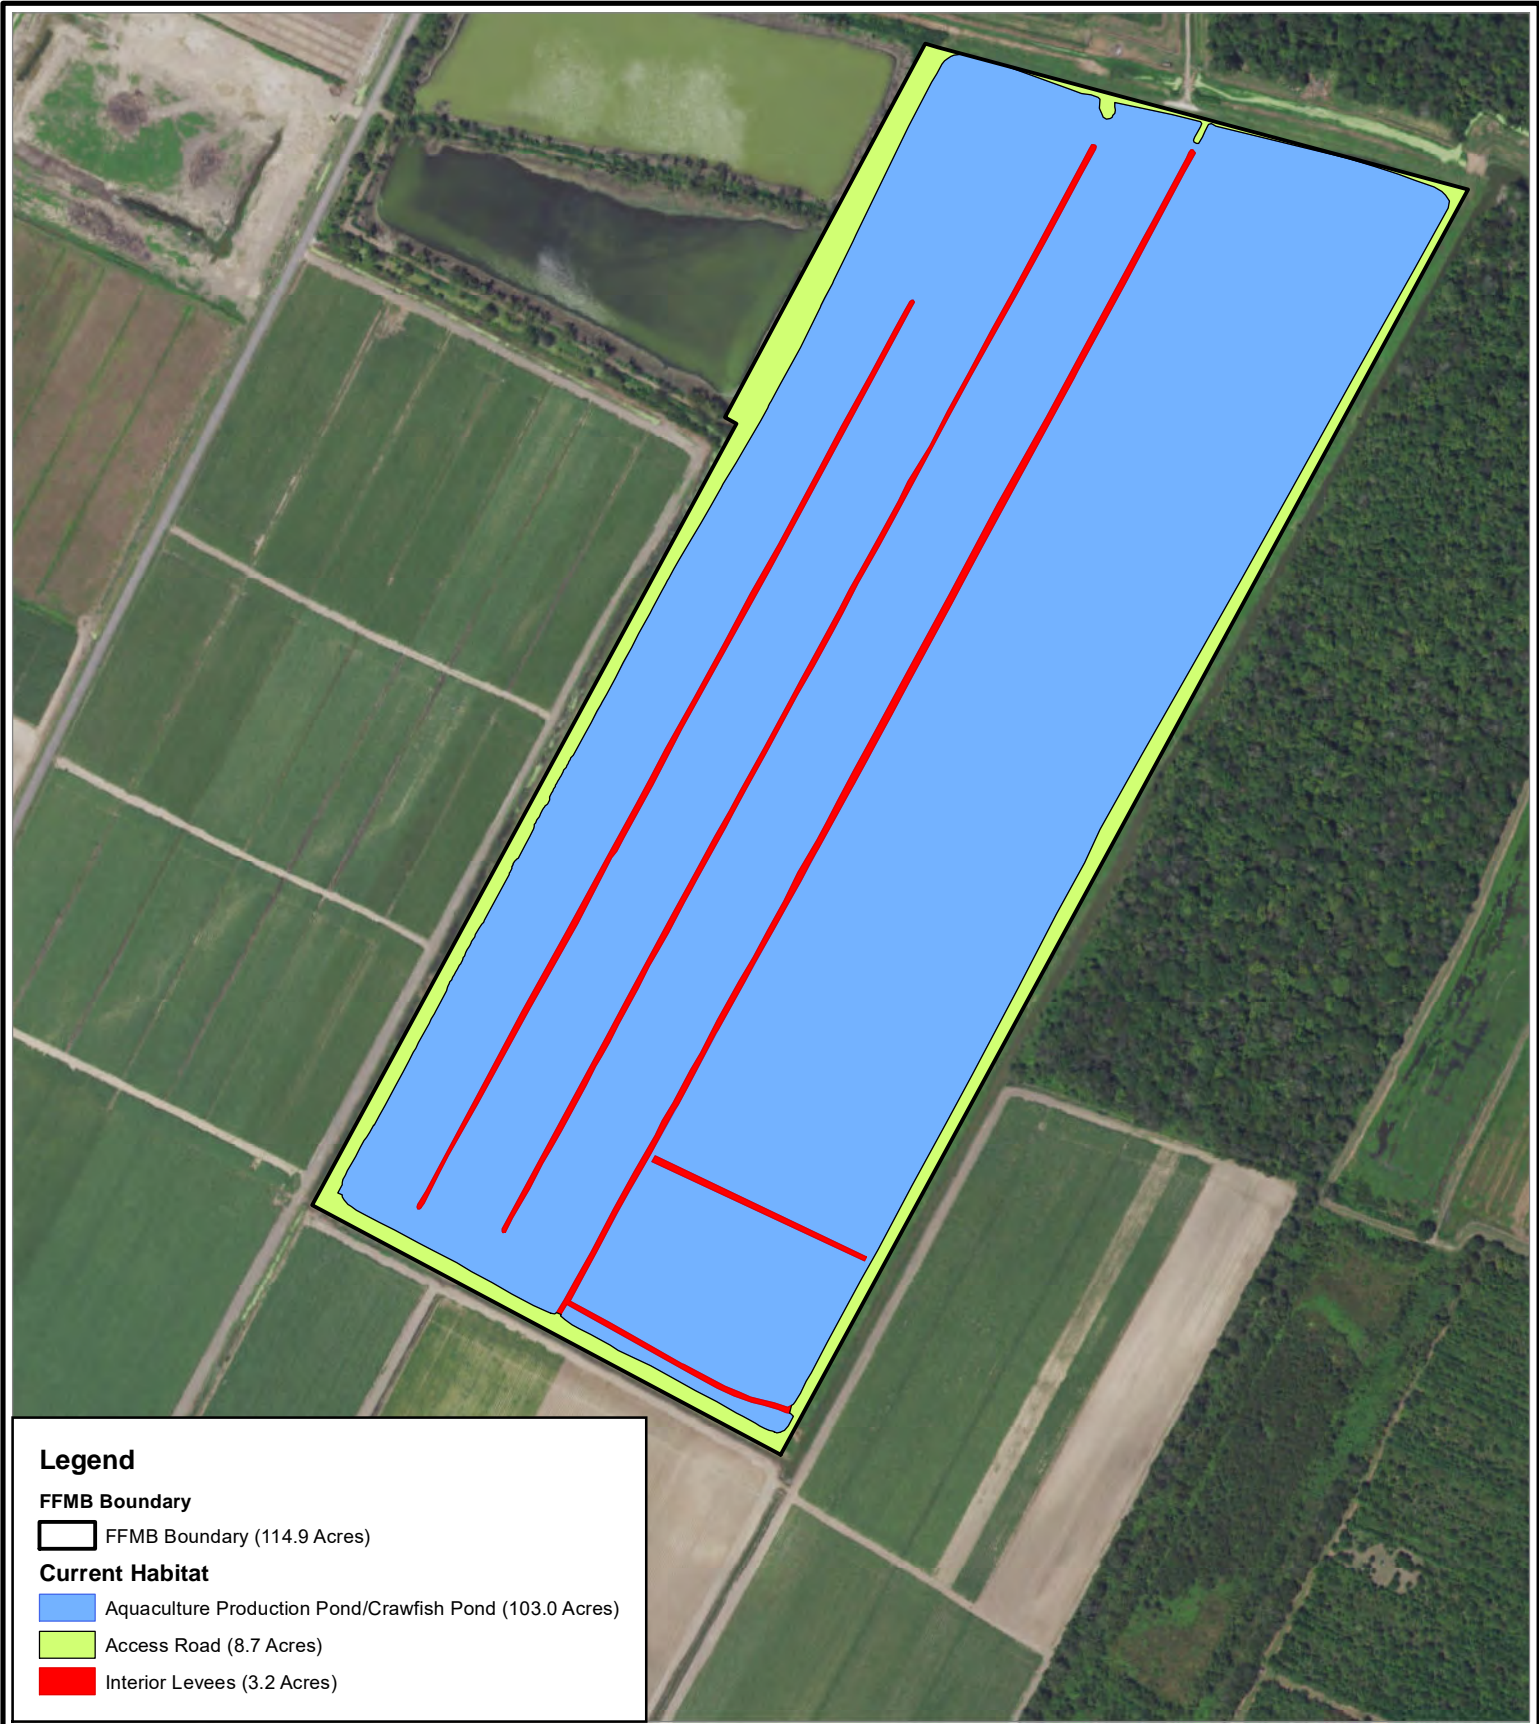 Legend
FFMB Boundary
FFMB Boundary (114.9 Acres)
Current Habitat
Aquaculture Production Pond/Crawfish Pond (103.0 Acres)
Access Road (8.7 Acres)
Interior Levees (3.2 Acres)